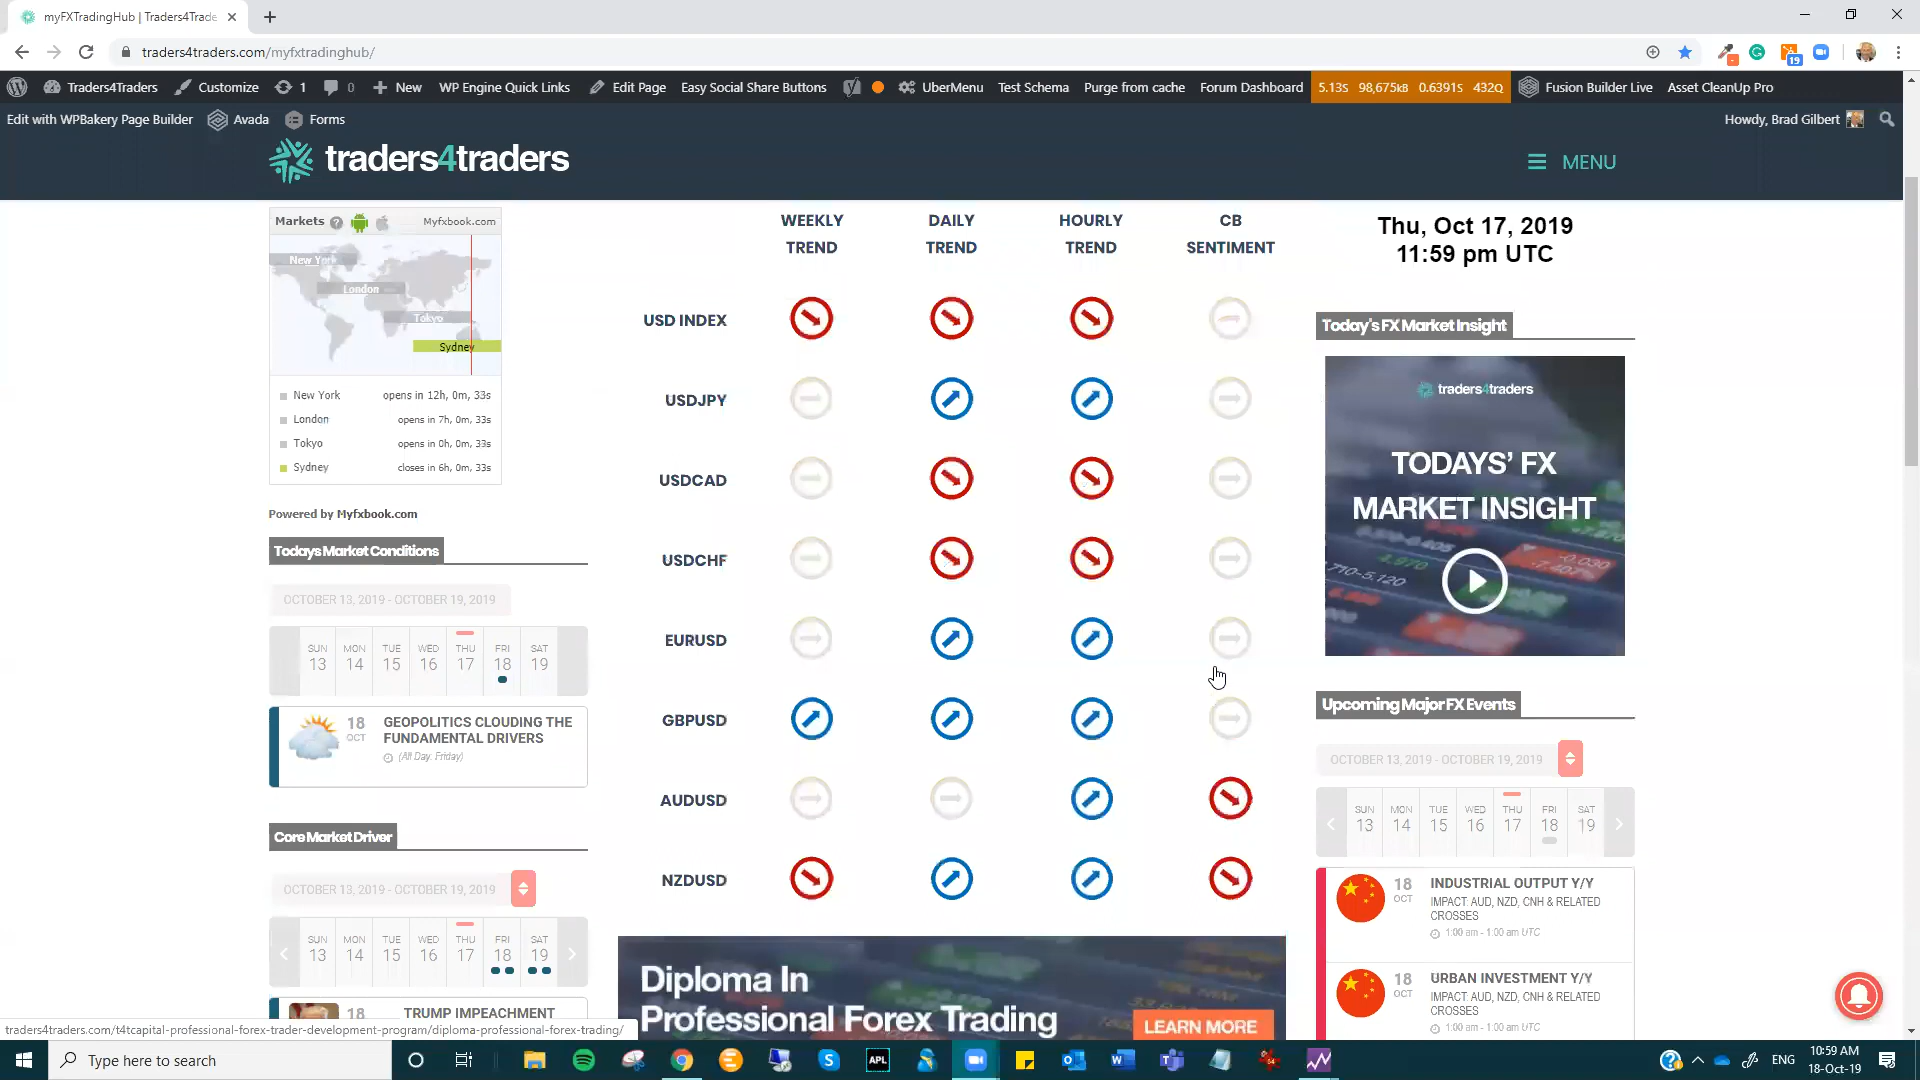 myFXTradingHub | Traders4Trade
traders4traders.com/myfxtradinghub/
19
Traders4Traders
Customize
1
0
New
WP Engine Quick Links
Edit Page
Easy Social Share Buttons
UberMenu
Test Schema
Purge from cache
Forum Dashboard
5.13S 98,675KB 0.6391S 432Q
Fusion Builder Live
Asset CleanUp Pro
Edit with WPBakery Page Builder
Avada
Forms
Howdy, Brad Gilbert
traders4traders
MENU
Markets
Myfxbook.com
New York
London
Tokyo
Sydney
New York opens in 12h, 0m, 33s
London opens in 7h, 0m, 33s
Tokyo opens in 0h, 0m, 33s
Sydney closes in 6h, 0m, 33s
Powered by Myfxbook.com
Todays Market Conditions
OCTOBER 13, 2019 - OCTOBER 19, 2019
SUN MON TUE WED THU FRI SAT
13 14 15 16 17 18 19
18
OCT
GEOPOLITICS CLOUDING THE
FUNDAMENTAL DRIVERS
(All Day: Friday)
Core Market Driver
OCTOBER 13, 2019 - OCTOBER 19, 2019
SUN MON TUE WED THU FRI SAT
13 14 15 16 17 18 19
18
TRUMP IMPEACHMENT
WEEKLY
TREND
DAILY
TREND
HOURLY
TREND
CB
SENTIMENT
USD INDEX
USDJPY
USDCAD
USDCHF
EURUSD
GBPUSD
AUDUSD
NZDUSD
Diploma In
Professional Forex Trading
LEARN MORE
Thu, Oct 17, 2019
11:59 pm UTC
Today's FX Market Insight
traders4traders
TODAYS' FX
MARKET INSIGHT
Upcoming Major FX Events
OCTOBER 13, 2019 - OCTOBER 19, 2019
SUN MON TUE WED THU FRI SAT
13 14 15 16 17 18 19
18
OCT
INDUSTRIAL OUTPUT Y/Y
IMPACT: AUD, NZD, CNH & RELATED
CROSSES
1:00 am - 1:00 am UTC
18
OCT
URBAN INVESTMENT Y/Y
IMPACT: AUD, NZD, CNH & RELATED
CROSSES
1:00 am - 1:00 am UTC
traders4traders.com/t4tcapital-professional-forex-trader-development-program/diploma-professional-forex-trading/
Type here to search
APL
ENG
10:59 AM
18-Oct-19